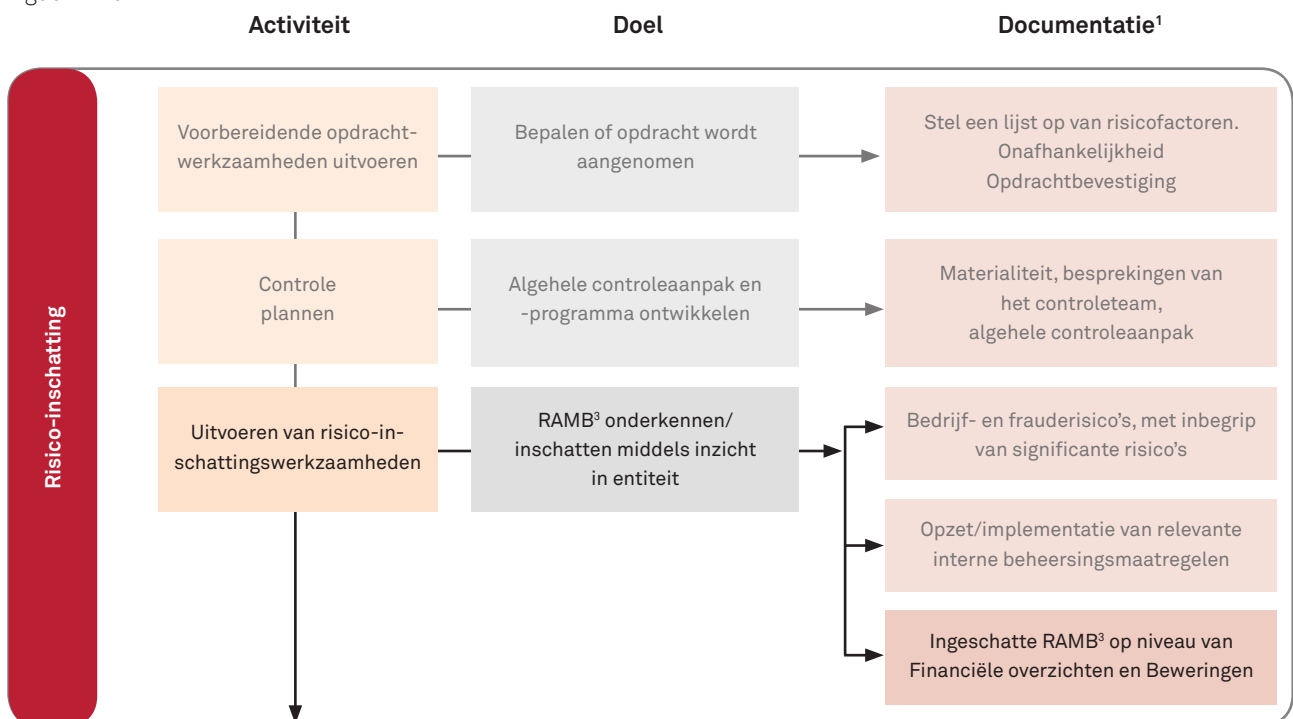 Activiteit
Doel
Documentatie¹
Risico-inschatting
Voorbereidende opdracht-
werkzaamheden uitvoeren
Bepalen of opdracht wordt
aangenomen
Stel een lijst op van risicofactoren.
Onafhankelijkheid
Opdrachtbevestiging
Controle
plannen
Algehele controleaanpak en
-programma ontwikkelen
Materialiteit, besprekingen van
het controleteam,
algehele controleaanpak
Uitvoeren van risico-in-
schattingswerkzaamheden
RAMB³ onderkennen/
inschatten middels inzicht
in entiteit
Bedrijf- en frauderisico’s, met inbegrip
van significante risico’s
Opzet/implementatie van relevante
interne beheersingsmaatregelen
Ingeschatte RAMB³ op niveau van
Financiële overzichten en Beweringen